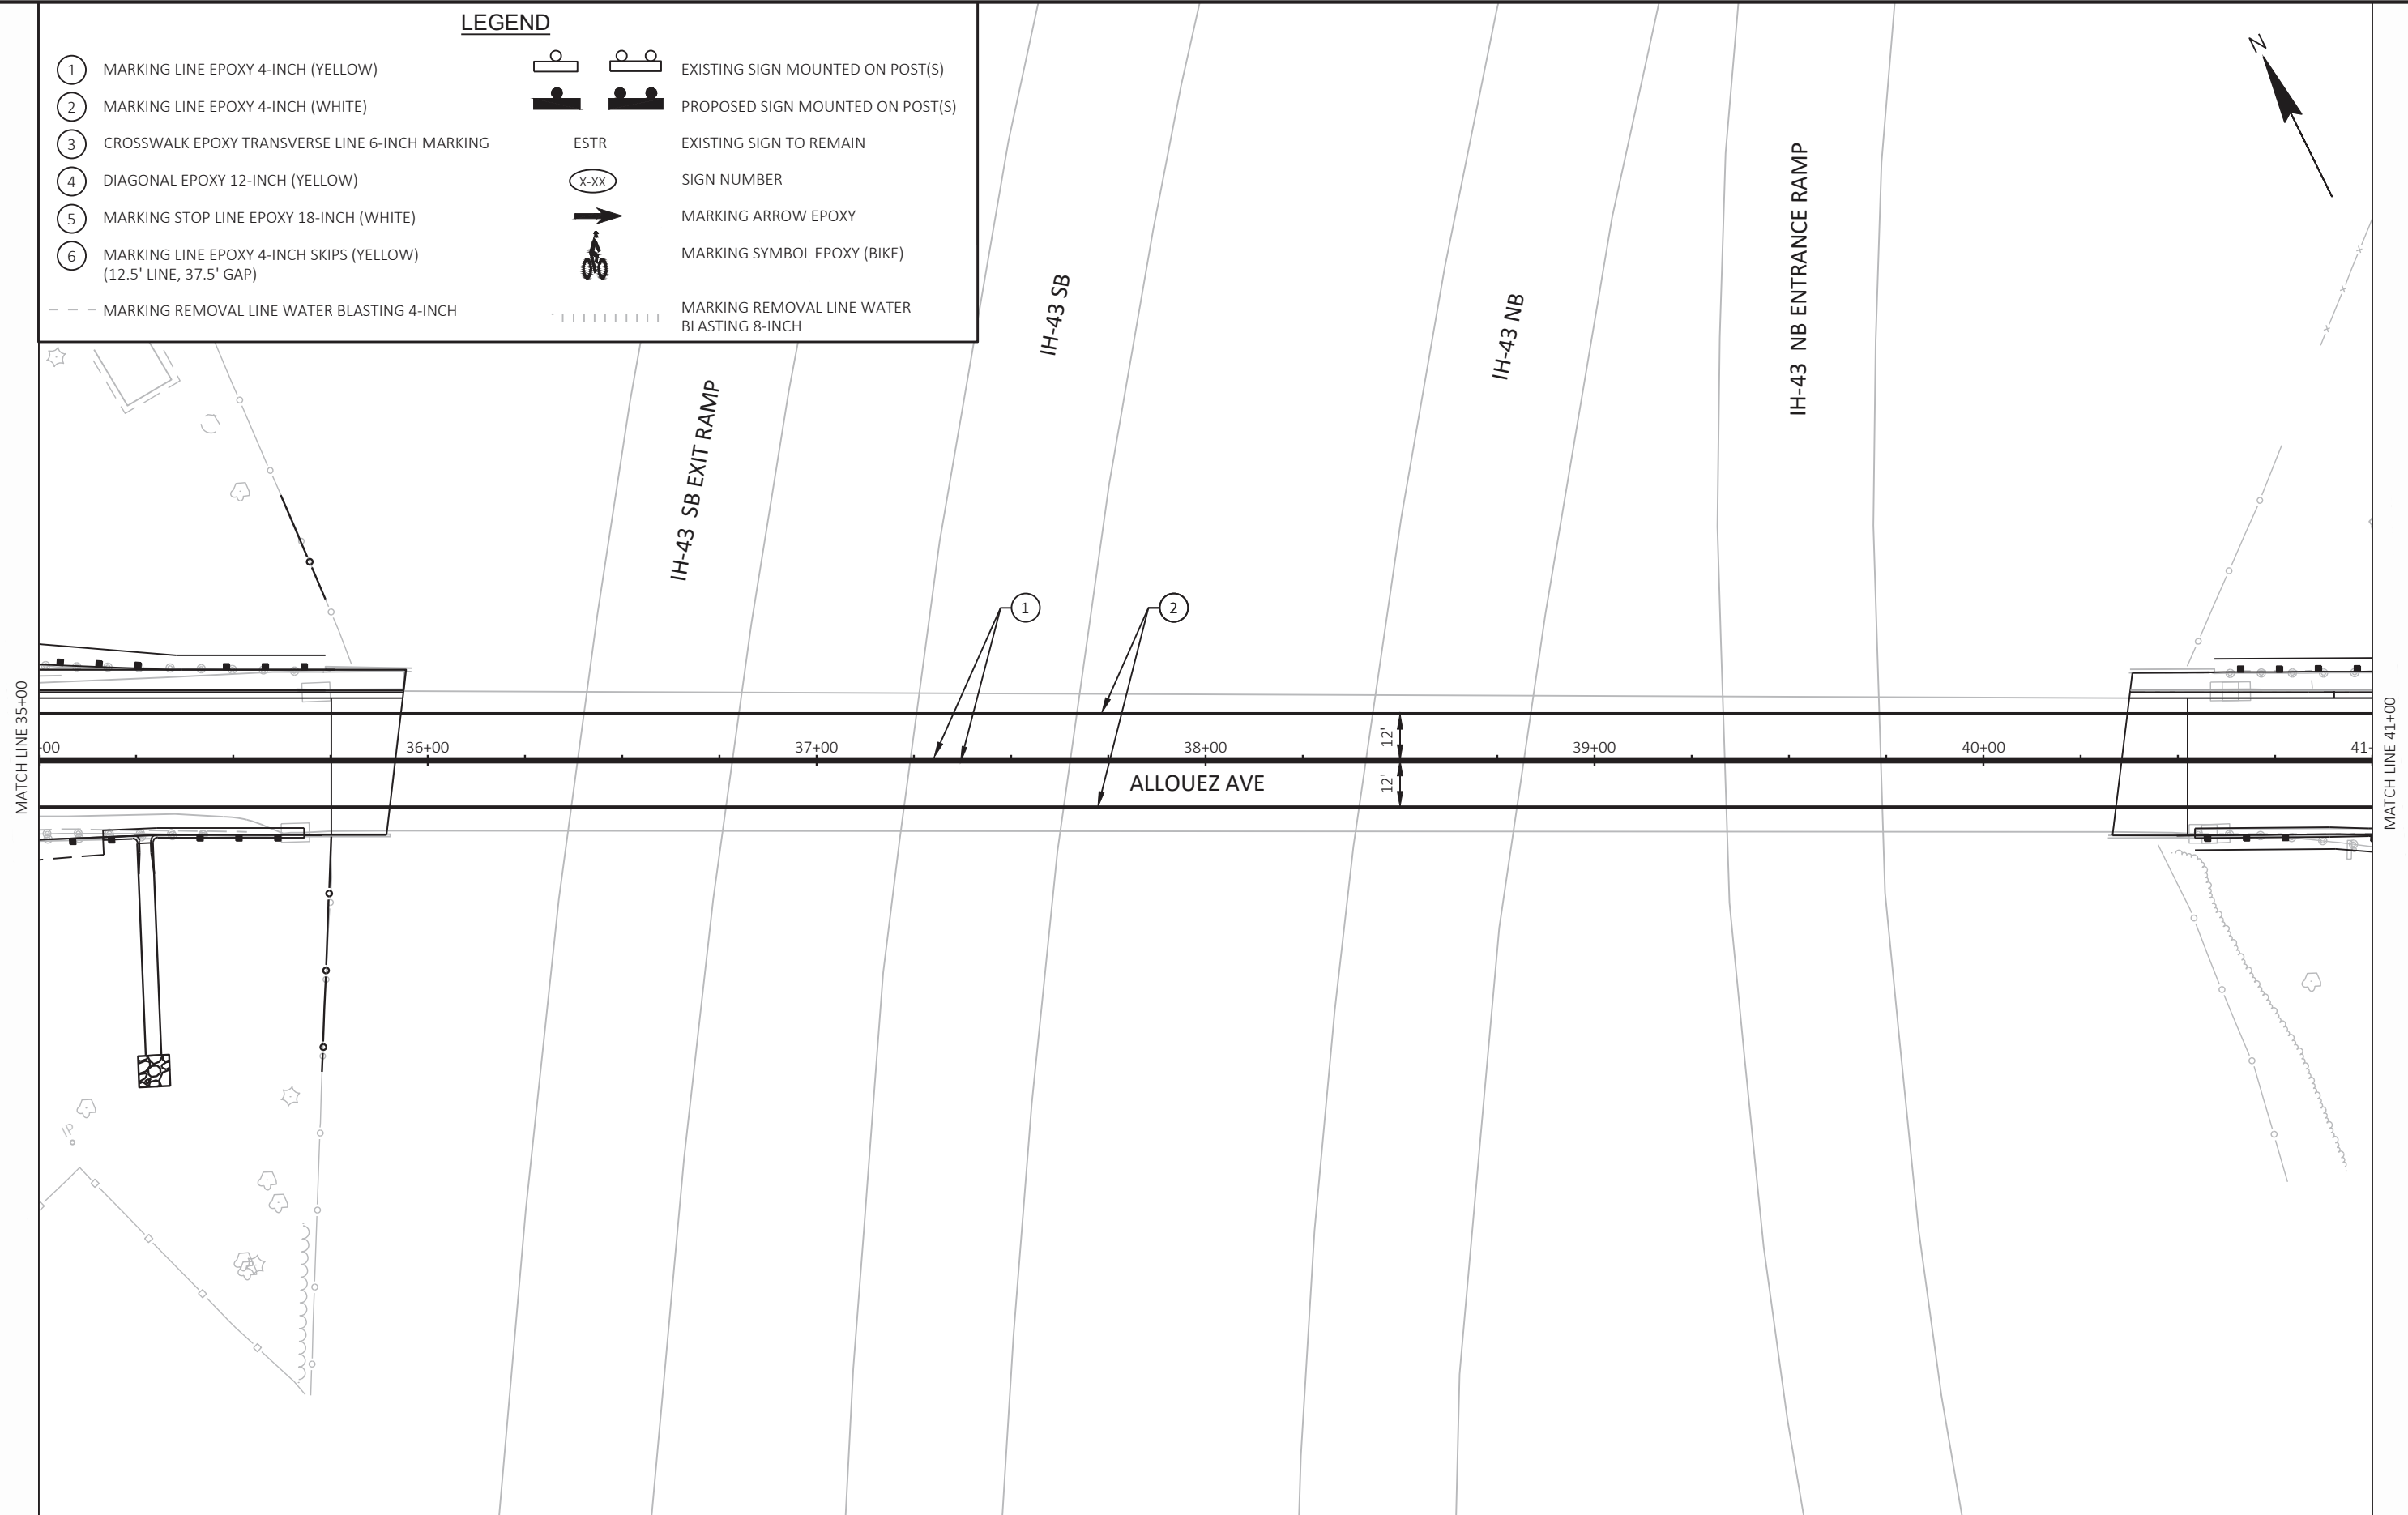 LEGEND
1 MARKING LINE EPOXY 4-INCH (YELLOW)
2 MARKING LINE EPOXY 4-INCH (WHITE)
3 CROSSWALK EPOXY TRANSVERSE LINE 6-INCH MARKING
4 DIAGONAL EPOXY 12-INCH (YELLOW)
5 MARKING STOP LINE EPOXY 18-INCH (WHITE)
6 MARKING LINE EPOXY 4-INCH SKIPS (YELLOW)
(12.5' LINE, 37.5' GAP)
MARKING REMOVAL LINE WATER BLASTING 4-INCH
EXISTING SIGN MOUNTED ON POST(S)
PROPOSED SIGN MOUNTED ON POST(S)
ESTR EXISTING SIGN TO REMAIN
X-XX SIGN NUMBER
MARKING ARROW EPOXY
MARKING SYMBOL EPOXY (BIKE)
MARKING REMOVAL LINE WATER
BLASTING 8-INCH
N
IH-43 SB EXIT RAMP
IH-43 SB
IH-43 NB
IH-43 NB ENTRANCE RAMP
1
2
MATCH LINE 35+00
-00
36+00
37+00
38+00
39+00
40+00
41-
12'
12'
ALLOUEZ AVE
MATCH LINE 41+00
IP